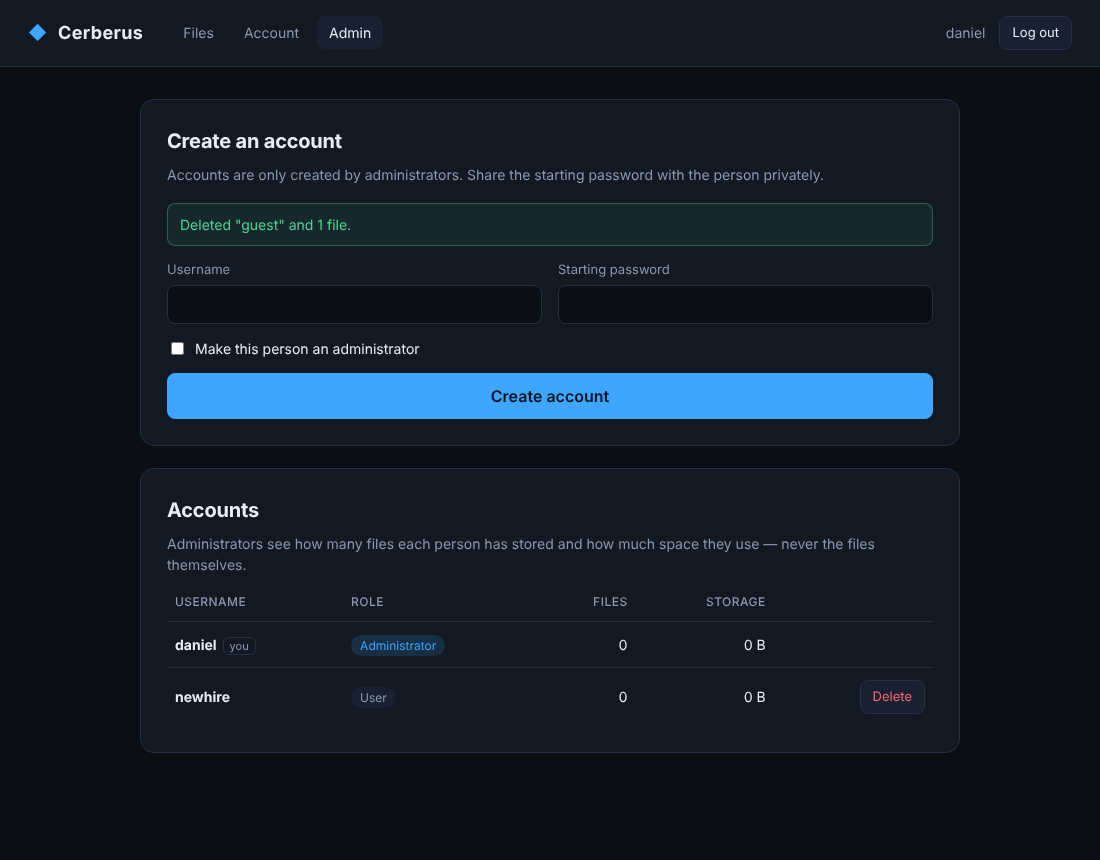 Cerberus Files Account Admin daniel Log out
Create an account
Accounts are only created by administrators. Share the starting password with the person privately.
Deleted "guest" and 1 file.
Username Starting password
Make this person an administrator
Create account
Accounts
Administrators see how many files each person has stored and how much space they use — never the files
themselves.
USERNAME ROLE FILES STORAGE
daniel you Administrator 0 0 B
newhire User 0 0 B Delete